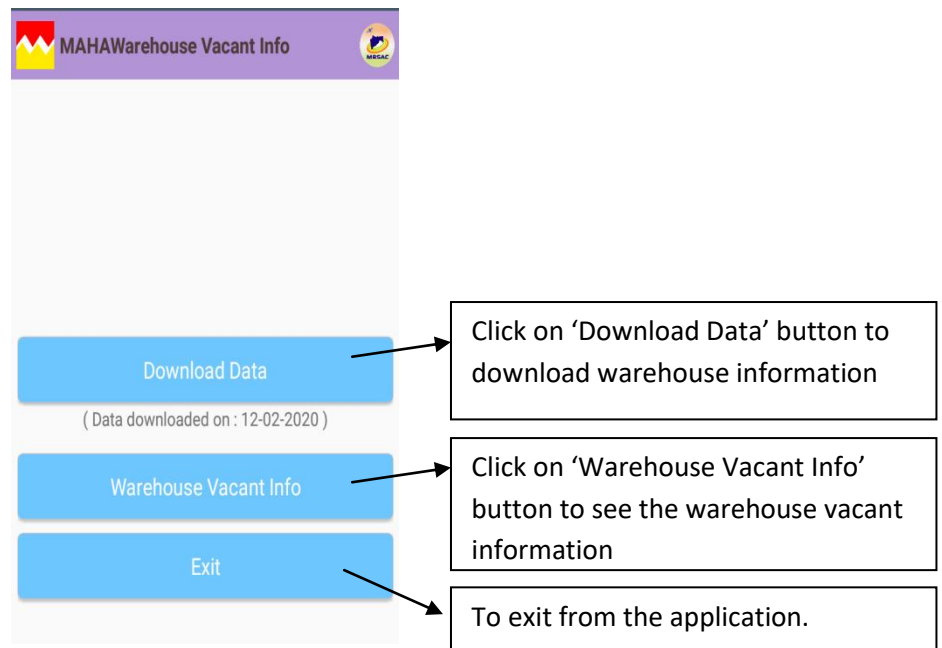 MAHAWarehouse Vacant Info
MRSAC
Click on ‘Download Data’ button to
download warehouse information
Download Data
( Data downloaded on : 12-02-2020 )
Click on ‘Warehouse Vacant Info’
button to see the warehouse vacant
information
Warehouse Vacant Info
Exit
To exit from the application.